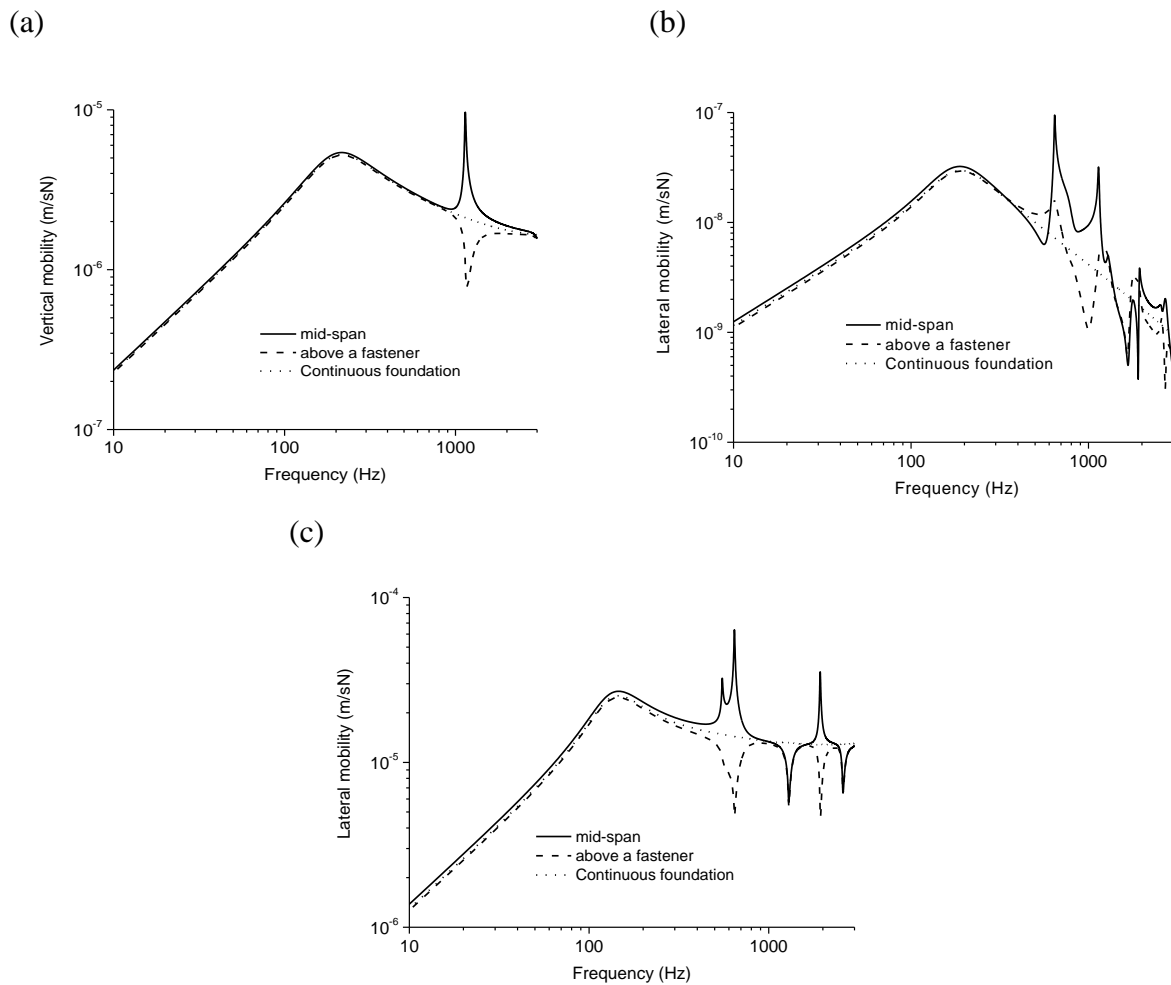 (a)
10^-5
10^-6
10^-7
Vertical mobility (m/sN)
mid-span
above a fastener
Continuous foundation
10 100 1000
Frequency (Hz)
(b)
10^-7
10^-8
10^-9
10^-10
Lateral mobility (m/sN)
mid-span
above a fastener
Continuous foundation
10 100 1000
Frequency (Hz)
(c)
10^-4
10^-5
10^-6
Lateral mobility (m/sN)
mid-span
above a fastener
Continuous foundation
10 100 1000
Frequency (Hz)